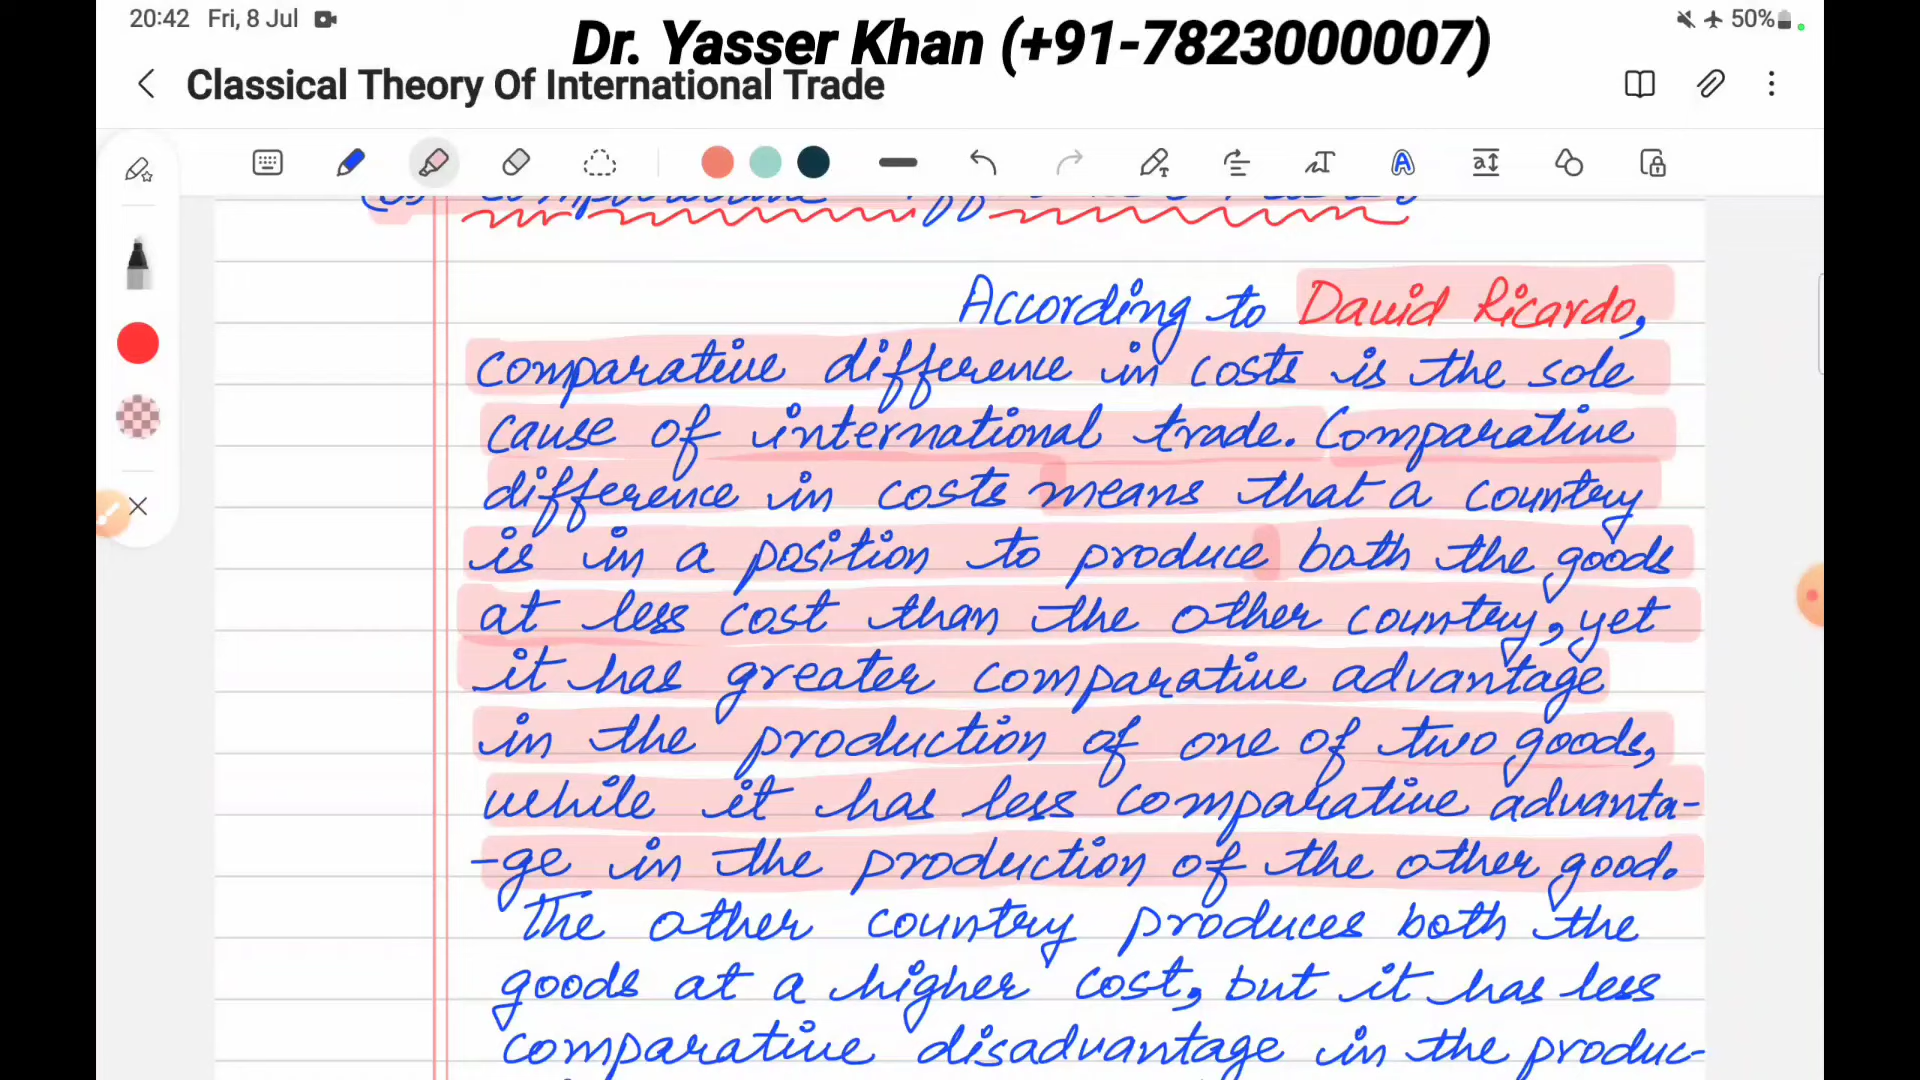 20:42 Fri, 8 Jul
50%
Dr. Yasser Khan (+91-7823000007)
Classical Theory Of International Trade
According to David Ricardo,
comparative difference in costs is the sole
cause of international trade. Comparative
difference in costs means that a country
is in a position to produce both the goods
at less cost than the other country, yet
it has greater comparative advantage
in the production of one of two goods,
while it has less comparative advanta-
-ge in the production of the other good.
The other country produces both the
goods at a higher cost, but it has less
comparative disadvantage in the produc-